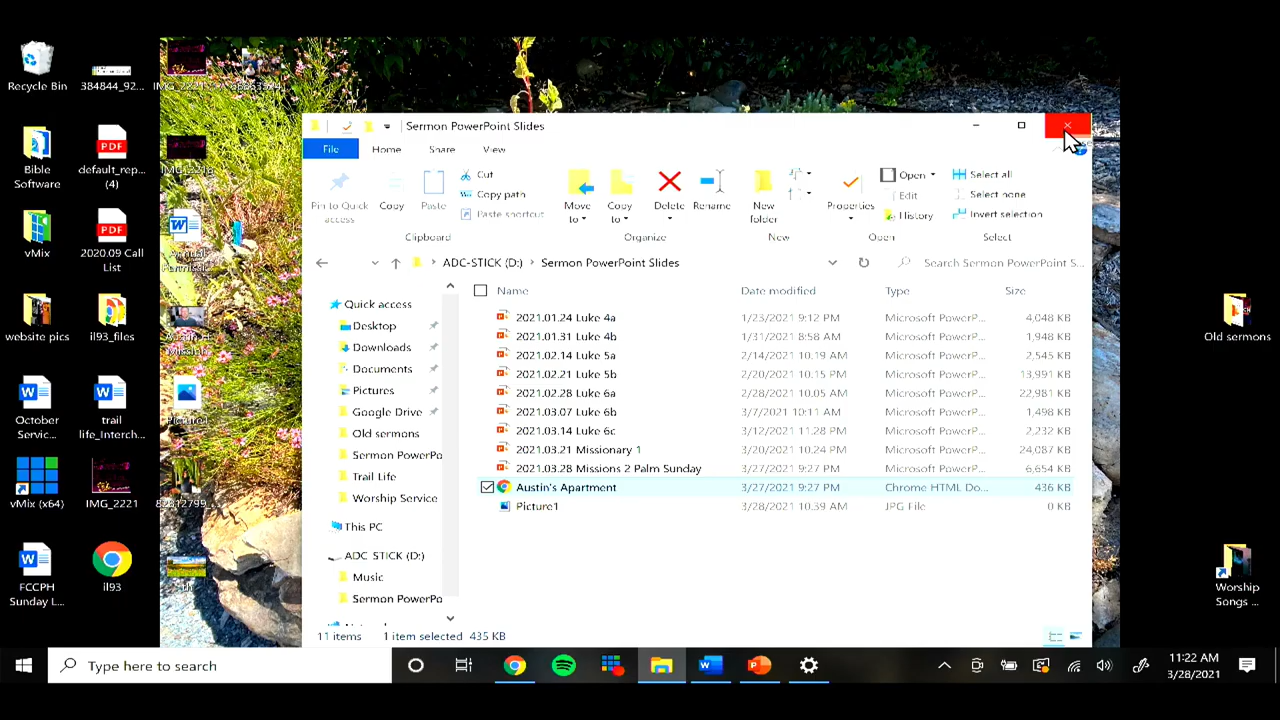 Recycle Bin
384844_92...
Bible
Software
default_rep...
(4)
vMix
2020.09 Call
List
website pics
il93_files
October
Servic...
trail
life_Interch...
vMix (x64)
IMG_2221
FCCPH
Sunday L...
il93
Sermon PowerPoint Slides
File
Home
Share
View
Pin to Quick
access
Copy
Paste
Cut
Copy path
Paste shortcut
Clipboard
Move
to
Copy
to
Delete
Rename
Organize
New
folder
New
Properties
Open
Edit
History
Open
Select all
Select none
Invert selection
Select
ADC-STICK (D:) › Sermon PowerPoint Slides
Search Sermon PowerPoint S...
Quick access
Desktop
Downloads
Documents
Pictures
Google Drive
Old sermons
Sermon PowerPo
Trail Life
Worship Service
This PC
ADC-STICK (D:)
Music
Sermon PowerPo
Name Date modified Type Size
2021.01.24 Luke 4a 1/23/2021 9:12 PM Microsoft PowerP... 4,048 KB
2021.01.31 Luke 4b 1/31/2021 8:58 AM Microsoft PowerP... 1,948 KB
2021.02.14 Luke 5a 2/14/2021 10:19 AM Microsoft PowerP... 2,545 KB
2021.02.21 Luke 5b 2/20/2021 10:15 PM Microsoft PowerP... 13,991 KB
2021.02.28 Luke 6a 2/28/2021 10:05 AM Microsoft PowerP... 22,981 KB
2021.03.07 Luke 6b 3/7/2021 10:11 AM Microsoft PowerP... 1,498 KB
2021.03.14 Luke 6c 3/12/2021 11:28 PM Microsoft PowerP... 2,232 KB
2021.03.21 Missionary 1 3/20/2021 10:24 PM Microsoft PowerP... 24,087 KB
2021.03.28 Missions 2 Palm Sunday 3/27/2021 9:27 PM Microsoft PowerP... 6,654 KB
Austin's Apartment 3/27/2021 9:27 PM Chrome HTML Do... 436 KB
Picture1 3/28/2021 10:39 AM JPG File 0 KB
11 items 1 item selected 435 KB
Old sermons
Worship
Songs ...
Type here to search
11:22 AM
3/28/2021